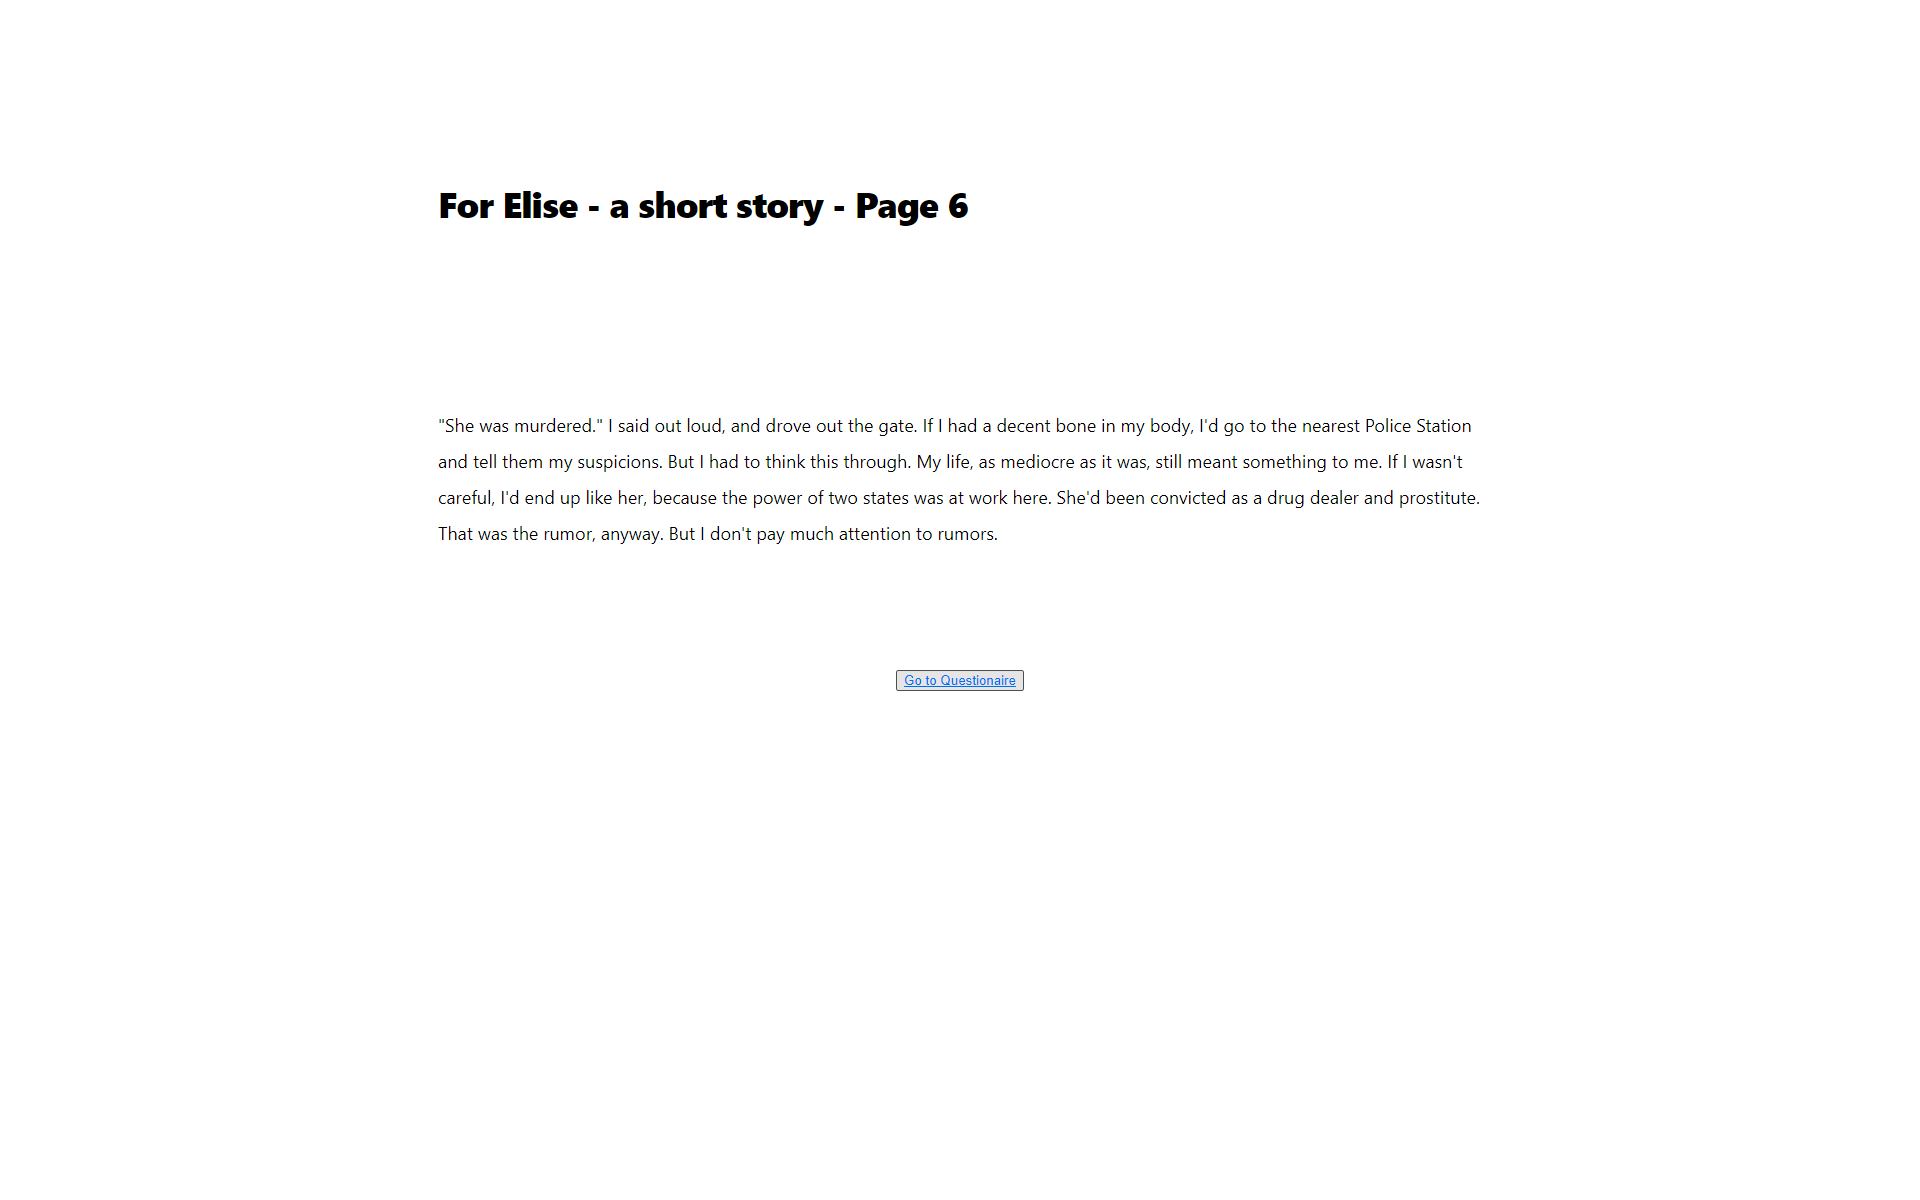 For Elise - a short story - Page 6
"She was murdered." I said out loud, and drove out the gate. If I had a decent bone in my body, I'd go to the nearest Police Station
and tell them my suspicions. But I had to think this through. My life, as mediocre as it was, still meant something to me. If I wasn't
careful, I'd end up like her, because the power of two states was at work here. She'd been convicted as a drug dealer and prostitute.
That was the rumor, anyway. But I don't pay much attention to rumors.
Go to Questionaire